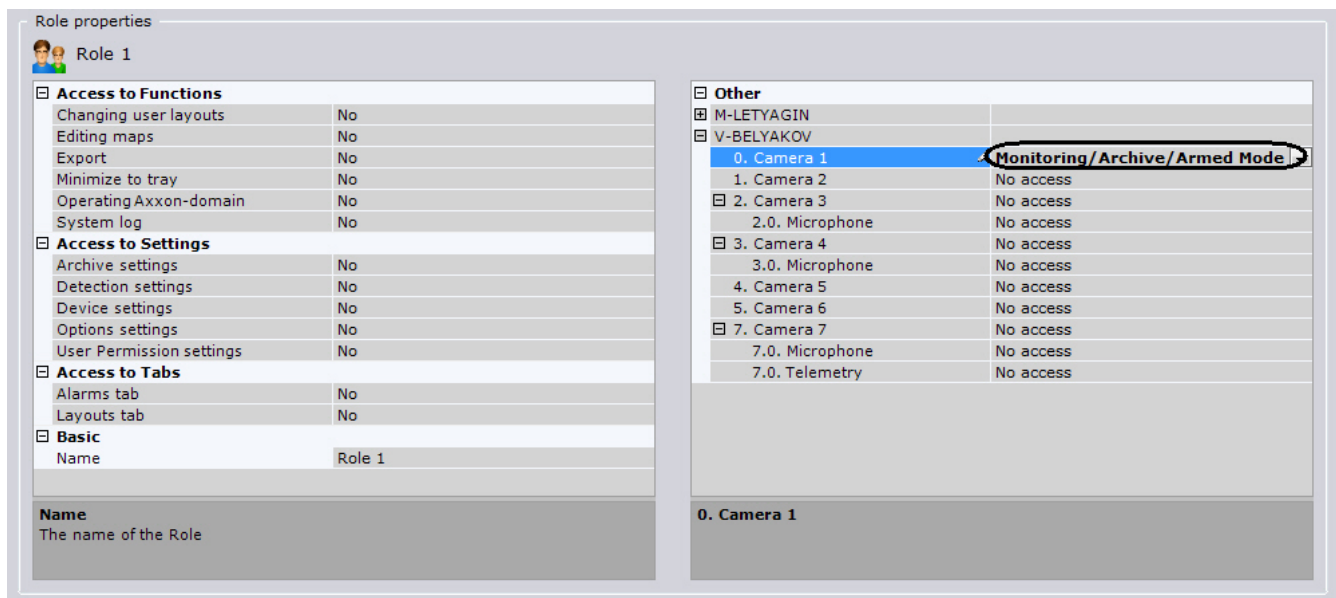 Role properties
Role 1
Access to Functions
Changing user layouts No
Editing maps No
Export No
Minimize to tray No
Operating Axxon-domain No
System log No
Access to Settings
Archive settings No
Detection settings No
Device settings No
Options settings No
User Permission settings No
Access to Tabs
Alarms tab No
Layouts tab No
Basic
Name Role 1
Name
The name of the Role
Other
M-LETYAGIN
V-BELYAKOV
0. Camera 1 Monitoring/Archive/Armed Mode
1. Camera 2 No access
2. Camera 3 No access
2.0. Microphone No access
3. Camera 4 No access
3.0. Microphone No access
4. Camera 5 No access
5. Camera 6 No access
7. Camera 7 No access
7.0. Microphone No access
7.0. Telemetry No access
0. Camera 1